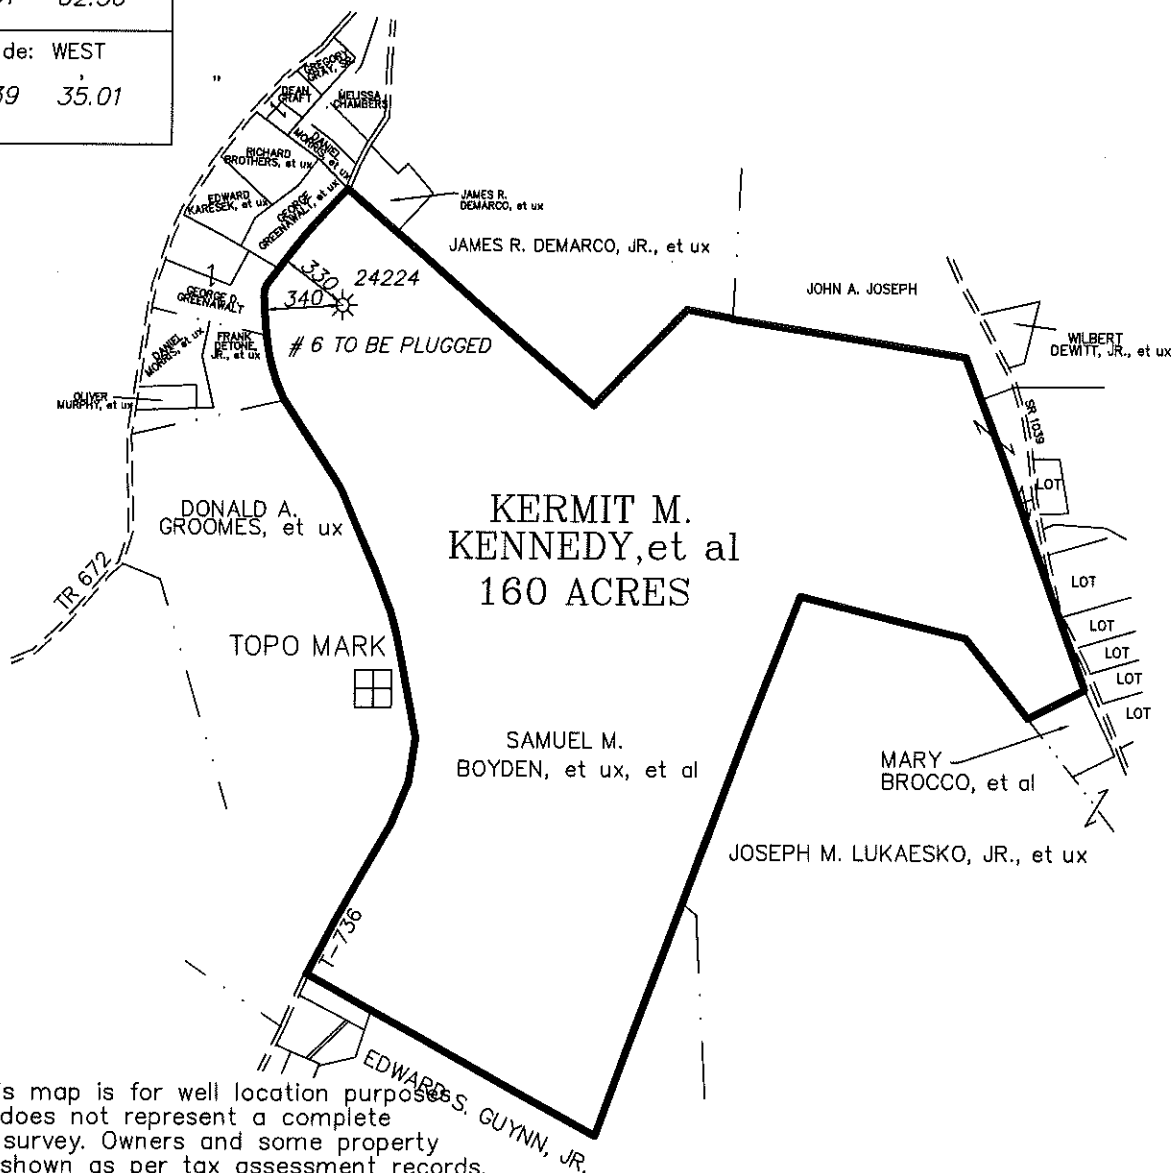 de: WEST
35.01
GREGORY
GRAY, SR.
DEAN
GRAFT
MELISSA
CHAMBERS
DANIEL
MORRIS, et ux
RICHARD
BROTHERS, et ux
EDWARD
KARESEK, et ux
GEORGE
GREENAWALT, et ux
JAMES R.
DEMARCO, et ux
JAMES R. DEMARCO, JR., et ux
JOHN A. JOSEPH
WILBERT
DEWITT, JR., et ux
330
24224
340
# 6 TO BE PLUGGED
GEORGE D.
GREENAWALT
DANIEL
MORRIS, et ux
FRANK
DETONE,
JR., et ux
OLIVER
MURPHY, et ux
SR 1039
LOT
DONALD A.
GROOMES, et ux
KERMIT M.
KENNEDY,et al
160 ACRES
TR 672
LOT
LOT
LOT
LOT
LOT
TOPO MARK
SAMUEL M.
BOYDEN, et ux, et al
MARY
BROCCO, et al
JOSEPH M. LUKAESKO, JR., et ux
T-736
EDWARD S. GUYNN, JR.
s map is for well location purposes
does not represent a complete
survey. Owners and some property
shown as per tax assessment records.